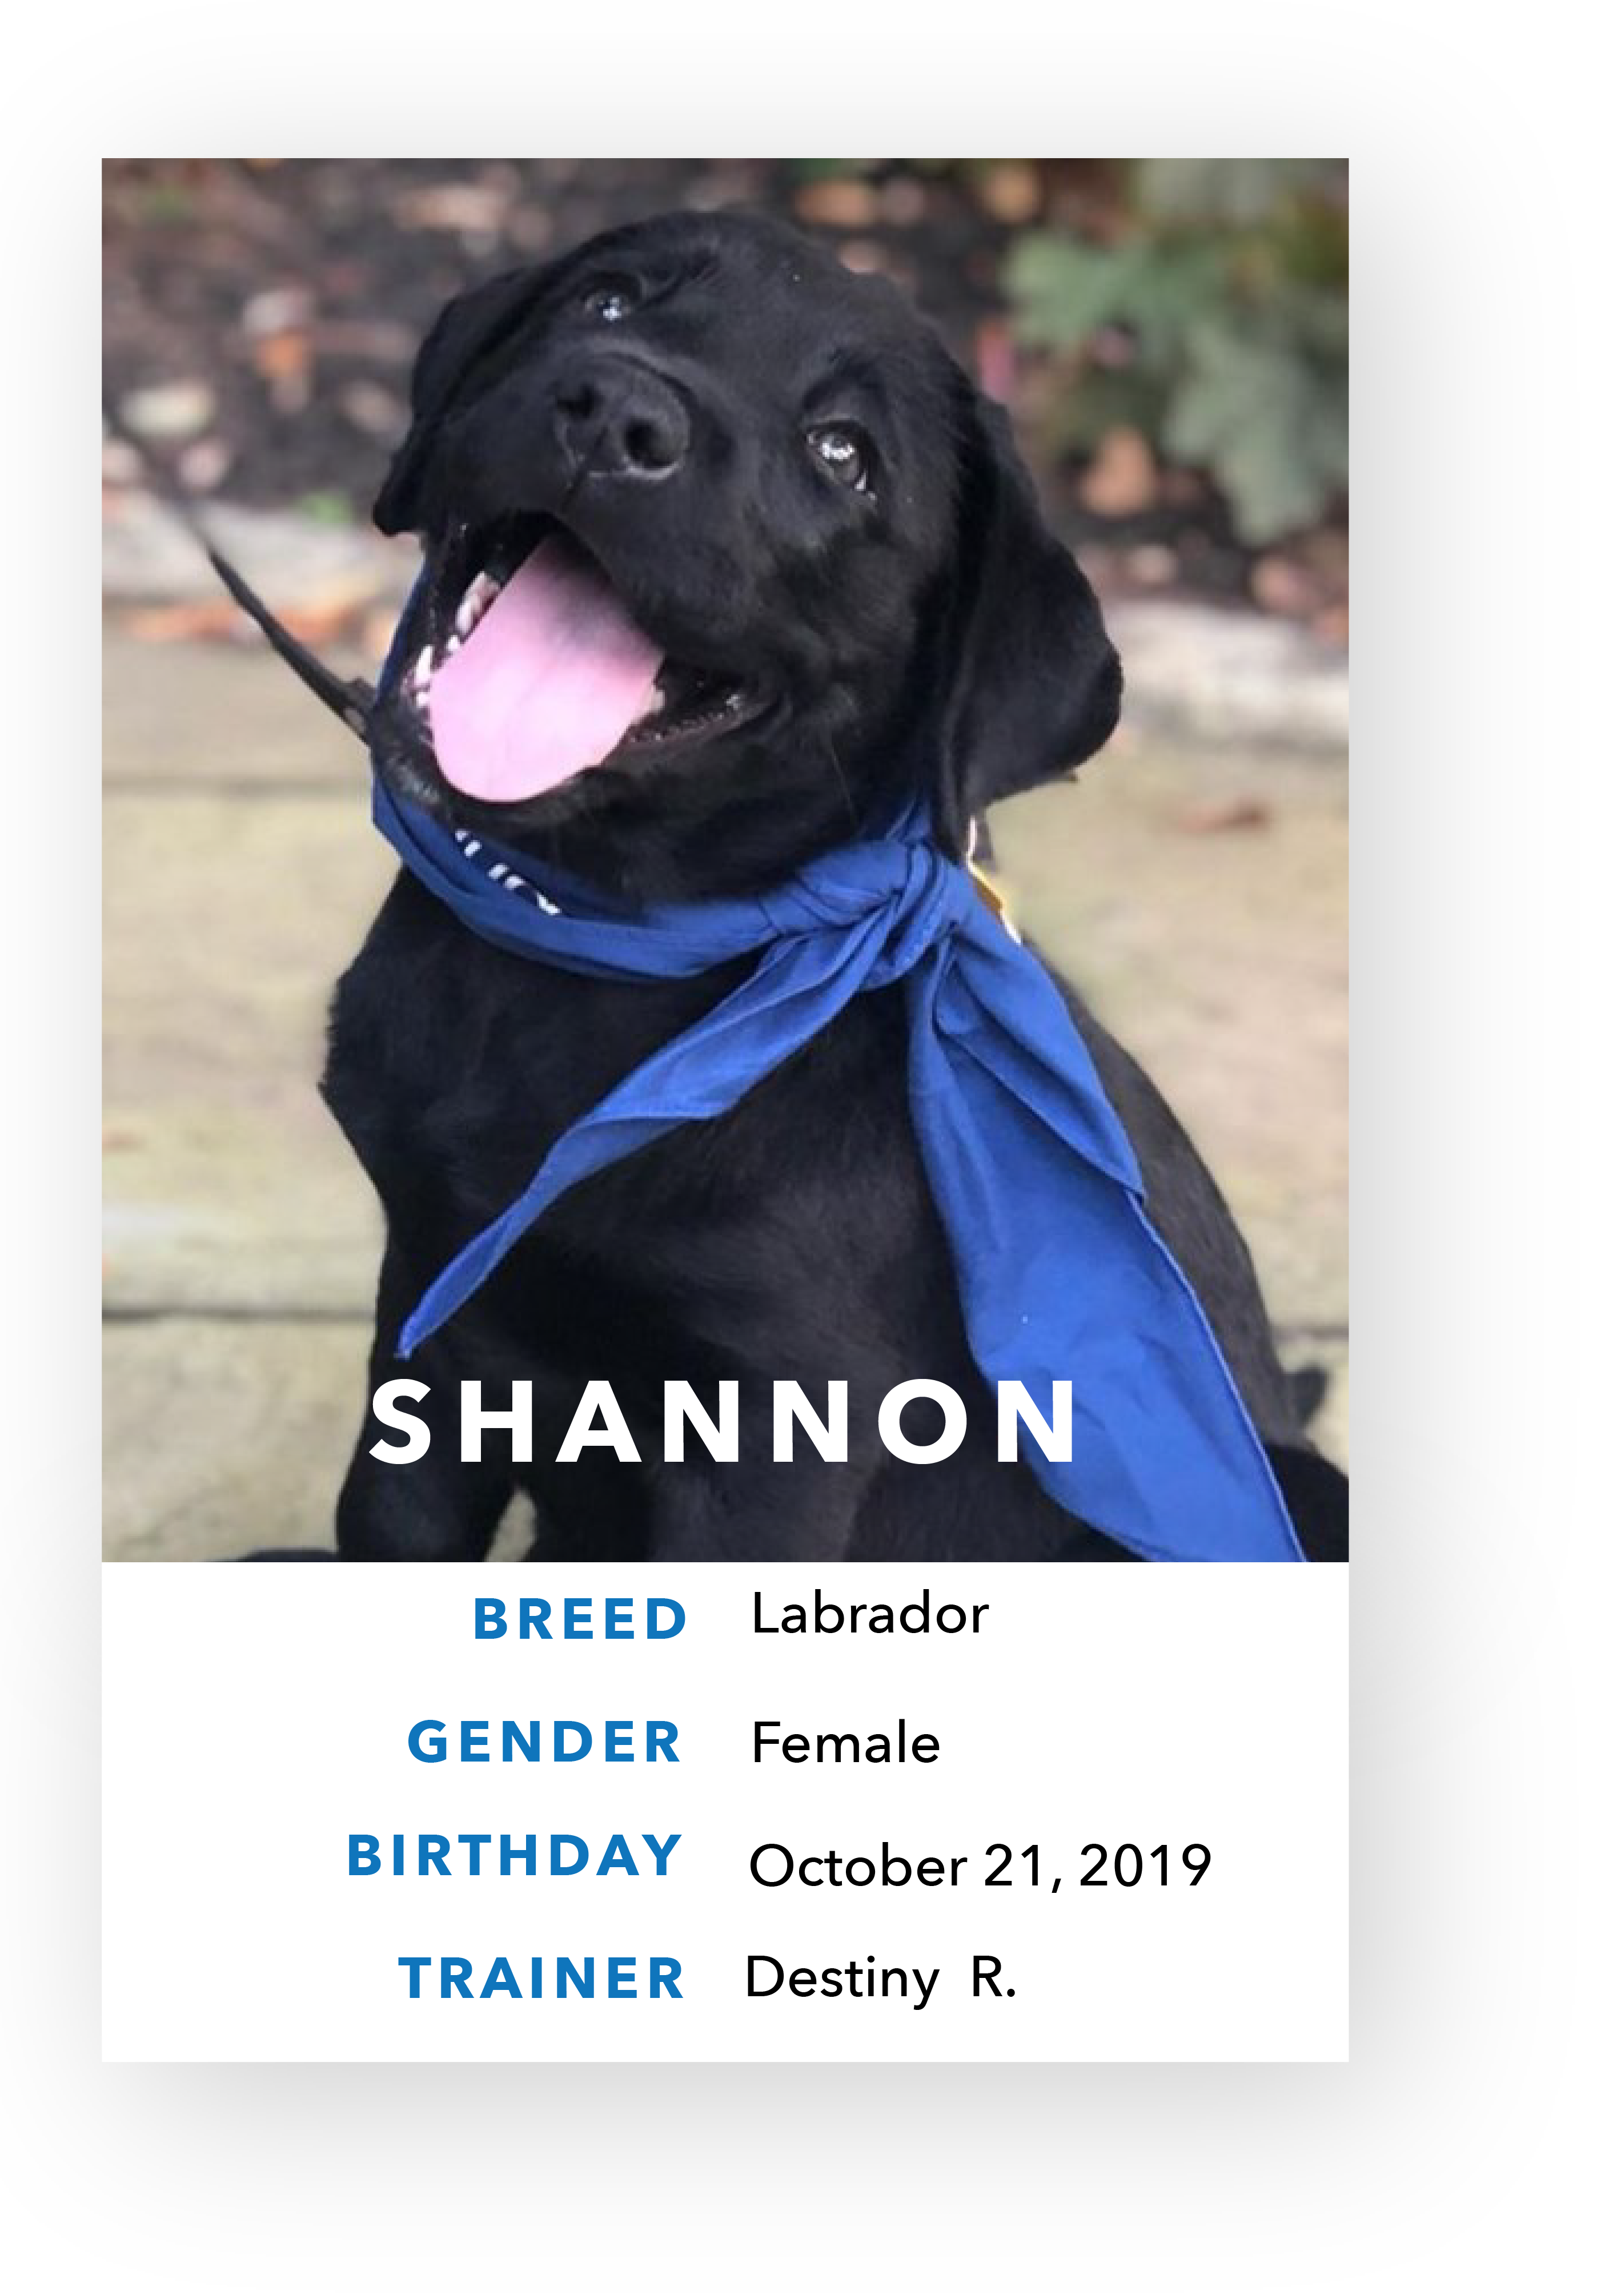 SHANNON
BREED Labrador
GENDER Female
BIRTHDAY October 21, 2019
TRAINER Destiny R.